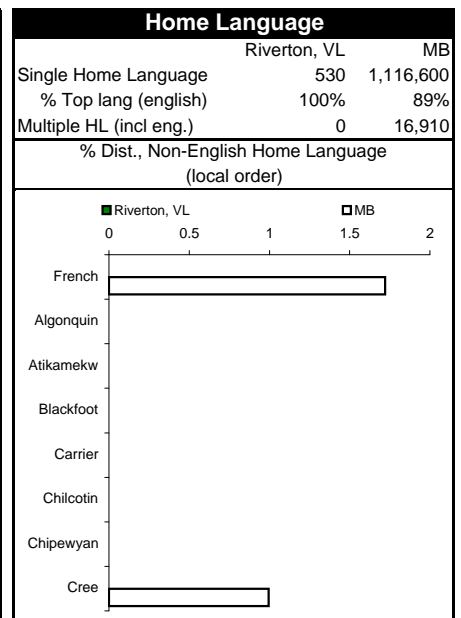 Home Language
Riverton, VL MB
Single Home Language 530 1,116,600
% Top lang (english) 100% 89%
Multiple HL (incl eng.) 0 16,910
% Dist., Non-English Home Language
(local order)
Riverton, VL MB
0 0.5 1 1.5 2
French
Algonquin
Atikamekw
Blackfoot
Carrier
Chilcotin
Chipewyan
Cree